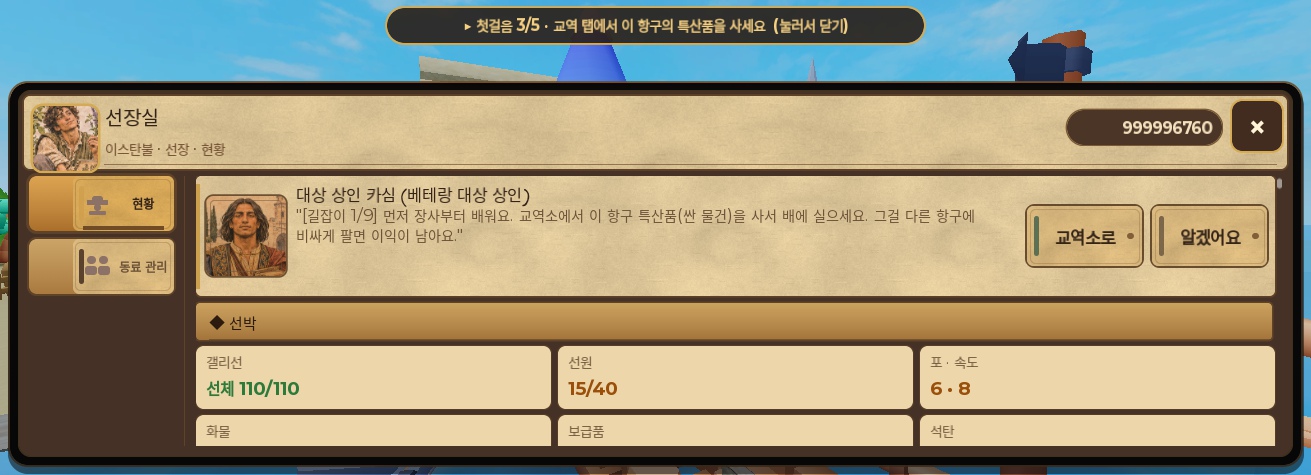 ▸ 첫걸음 3/5 · 교역 탭에서 이 항구의 특산품을 사세요 (눌러서 닫기)
선장실
이스탄불 · 선장 · 현황
999996760
×
현황
동료 관리
대상 상인 카심 (베테랑 대상 상인)
"[길잡이 1/9] 먼저 장사부터 배워요. 교역소에서 이 항구 특산품(싼 물건)을 사서 배에 실으세요. 그걸 다른 항구에
비싸게 팔면 이익이 남아요."
교역소로
알겠어요
◆ 선박
갤리선
선체 110/110
선원
15/40
포 · 속도
6 · 8
화물
보급품
석탄